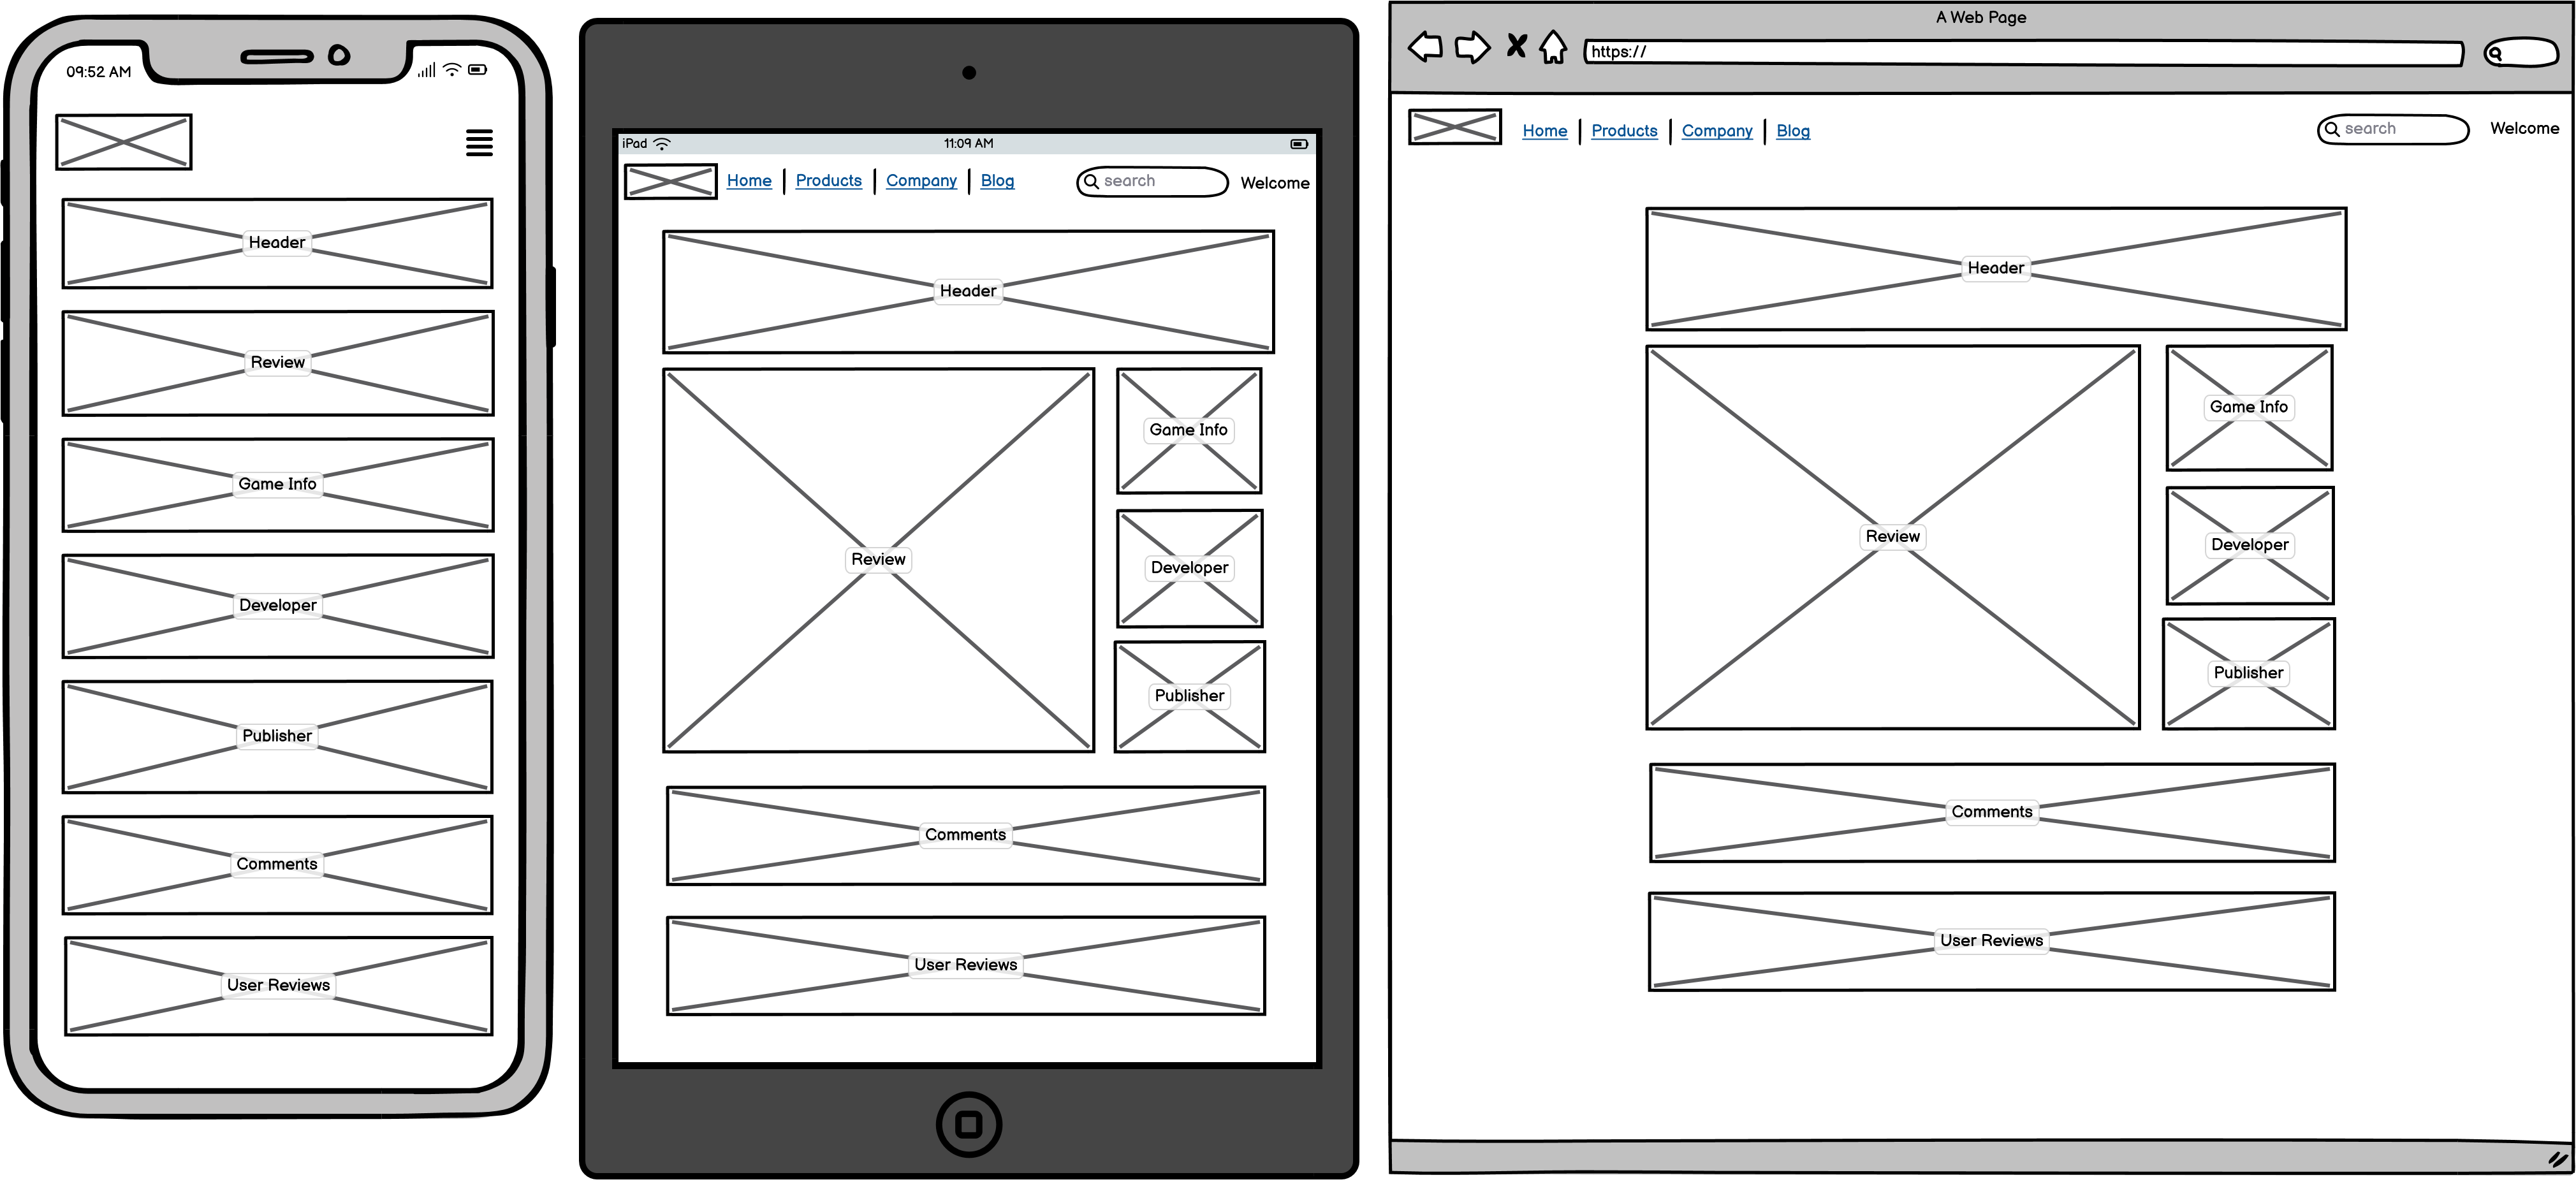 09:52 AM
Header
Review
Game Info
Developer
Publisher
Comments
User Reviews
iPad 11:09 AM
Home Products Company Blog search Welcome
Header
Review
Game Info
Developer
Publisher
Comments
User Reviews
A Web Page
https://
Home Products Company Blog search Welcome
Header
Review
Game Info
Developer
Publisher
Comments
User Reviews